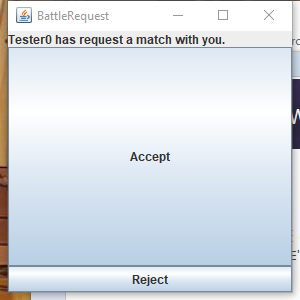 BattleRequest
Tester0 has request a match with you.
Accept
Reject